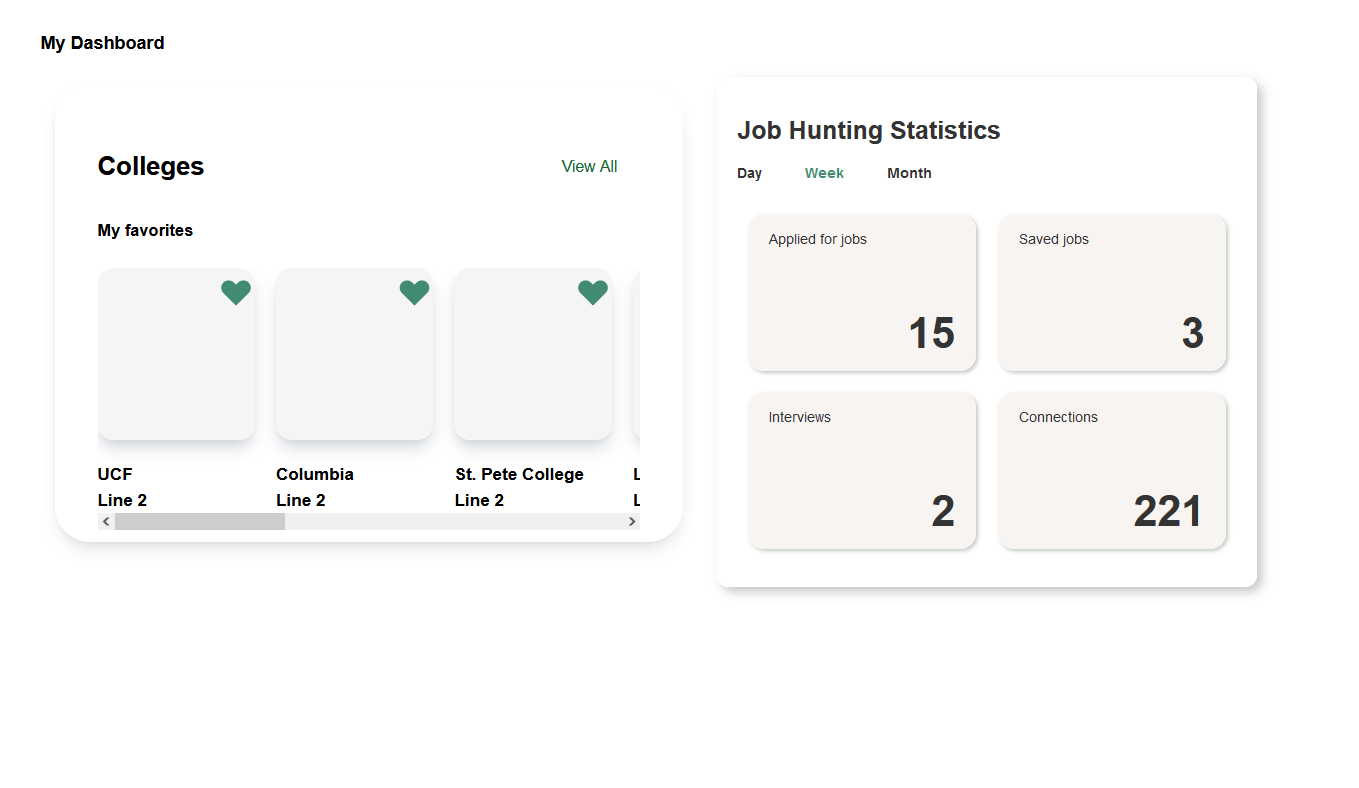 My Dashboard
Colleges
View All
My favorites
UCF
Line 2
Columbia
Line 2
St. Pete College
Line 2
L
L
Job Hunting Statistics
Day
Week
Month
Applied for jobs
15
Saved jobs
3
Interviews
2
Connections
221